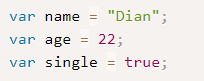 var name = "Dian";
var age = 22;
var single = true;